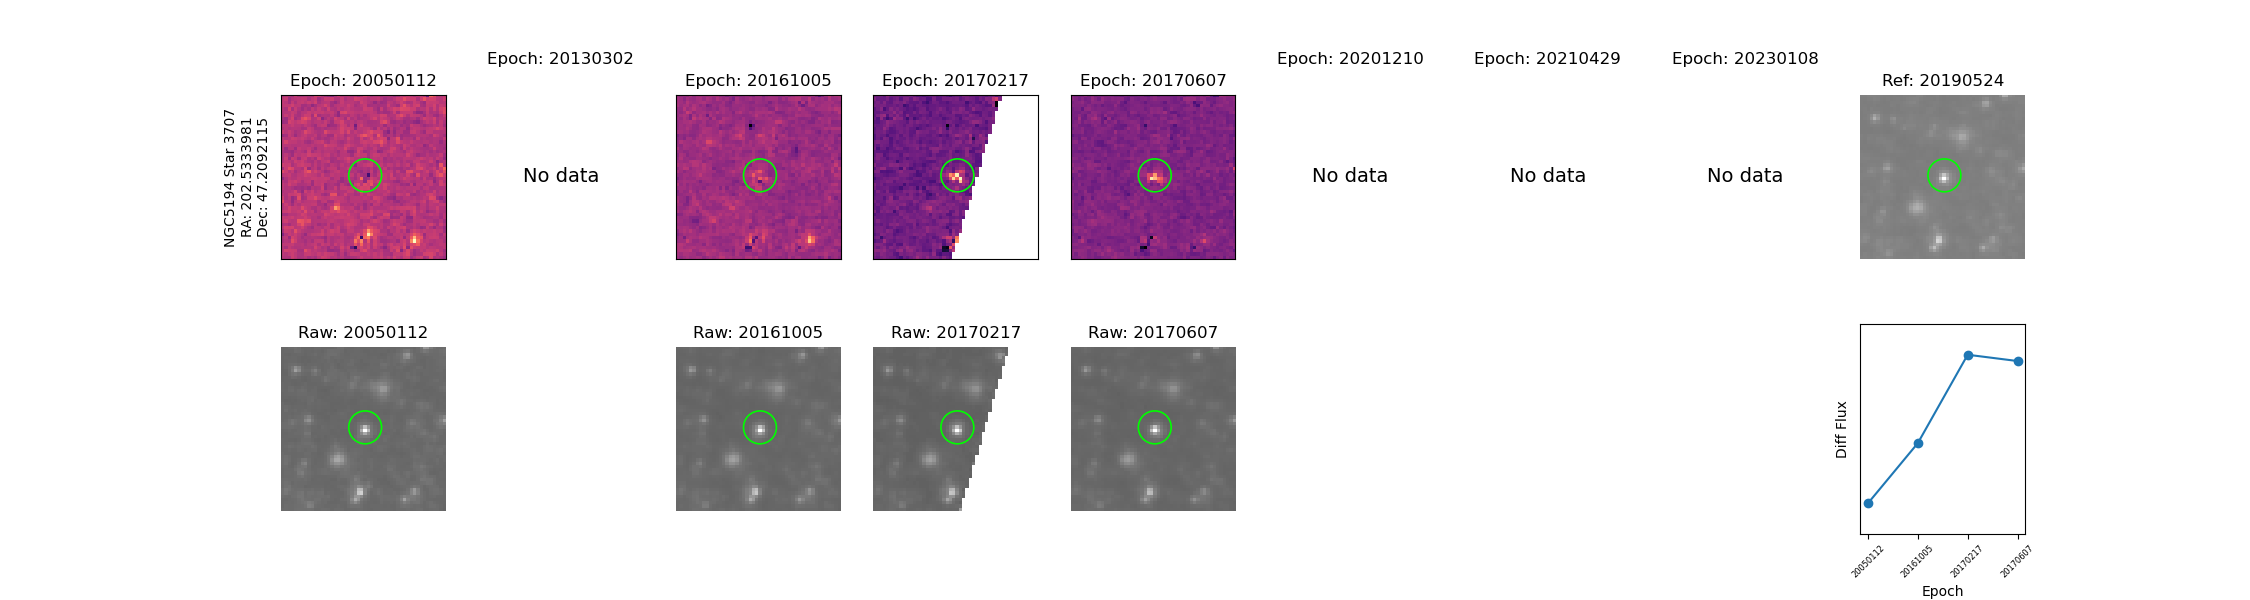 NGC5194 Star 3707
RA: 202.5333981
Dec: 47.2092115
Epoch: 20050112
Epoch: 20130302
No data
Epoch: 20161005
Epoch: 20170217
Epoch: 20170607
Epoch: 20201210
No data
Epoch: 20210429
No data
Epoch: 20230108
No data
Ref: 20190524
Raw: 20050112
Raw: 20161005
Raw: 20170217
Raw: 20170607
Diff Flux
20050112
20161005
20170217
20170607
Epoch